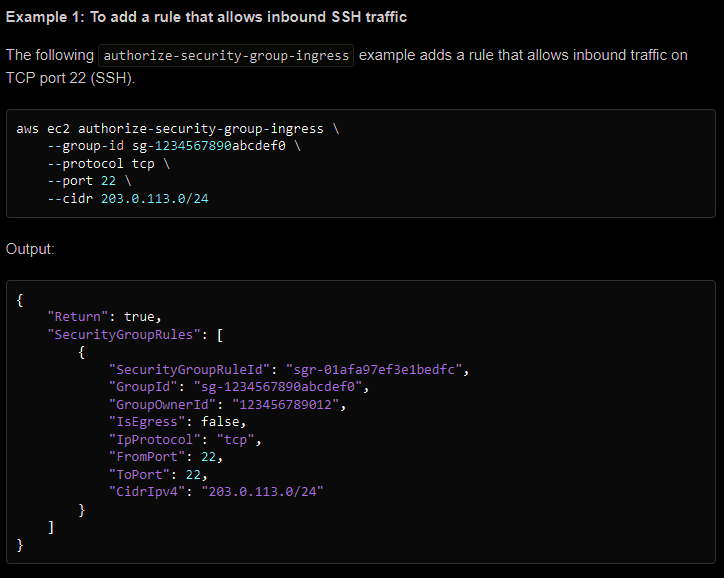 Example 1: To add a rule that allows inbound SSH traffic
The following authorize-security-group-ingress example adds a rule that allows inbound traffic on
TCP port 22 (SSH).
aws ec2 authorize-security-group-ingress \
    --group-id sg-1234567890abcdef0 \
    --protocol tcp \
    --port 22 \
    --cidr 203.0.113.0/24
Output:
{
    "Return": true,
    "SecurityGroupRules": [
        {
            "SecurityGroupRuleId": "sgr-01afa97ef3e1bedfc",
            "GroupId": "sg-1234567890abcdef0",
            "GroupOwnerId": "123456789012",
            "IsEgress": false,
            "IpProtocol": "tcp",
            "FromPort": 22,
            "ToPort": 22,
            "CidrIpv4": "203.0.113.0/24"
        }
    ]
}